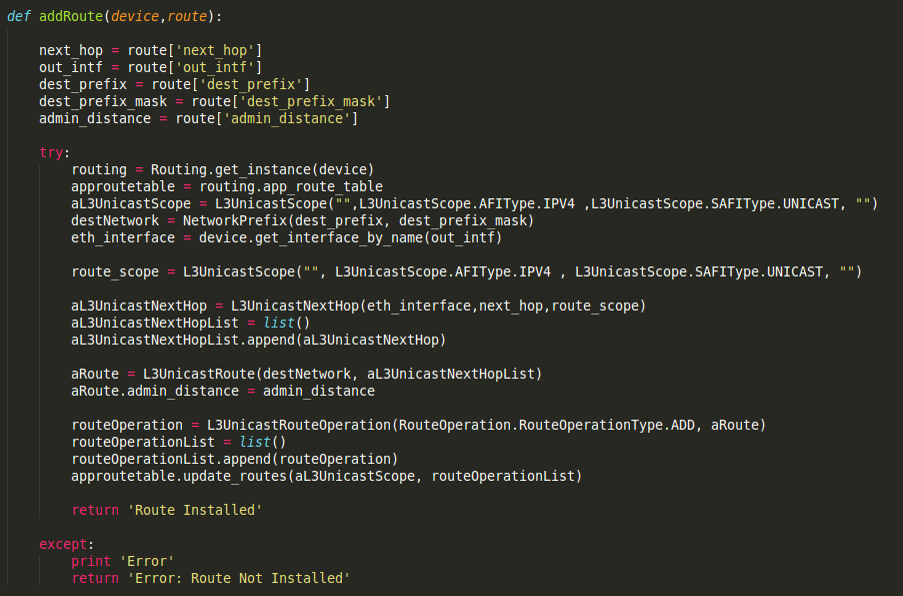 def addRoute(device,route):
next_hop = route['next_hop']
out_intf = route['out_intf']
dest_prefix = route['dest_prefix']
dest_prefix_mask = route['dest_prefix_mask']
admin_distance = route['admin_distance']
try:
routing = Routing.get_instance(device)
approutetable = routing.app_route_table
aL3UnicastScope = L3UnicastScope("",L3UnicastScope.AFIType.IPV4 ,L3UnicastScope.SAFIType.UNICAST, "")
destNetwork = NetworkPrefix(dest_prefix, dest_prefix_mask)
eth_interface = device.get_interface_by_name(out_intf)
route_scope = L3UnicastScope("", L3UnicastScope.AFIType.IPV4 , L3UnicastScope.SAFIType.UNICAST, "")
aL3UnicastNextHop = L3UnicastNextHop(eth_interface,next_hop,route_scope)
aL3UnicastNextHopList = list()
aL3UnicastNextHopList.append(aL3UnicastNextHop)
aRoute = L3UnicastRoute(destNetwork, aL3UnicastNextHopList)
aRoute.admin_distance = admin_distance
routeOperation = L3UnicastRouteOperation(RouteOperation.RouteOperationType.ADD, aRoute)
routeOperationList = list()
routeOperationList.append(routeOperation)
approutetable.update_routes(aL3UnicastScope, routeOperationList)
return 'Route Installed'
except:
print 'Error'
return 'Error: Route Not Installed'